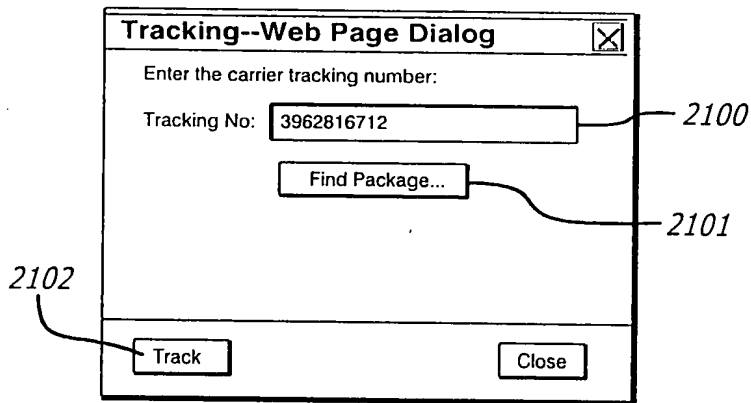 Tracking--Web Page Dialog
Enter the carrier tracking number:
Tracking No: 3962816712
2100
Find Package...
2101
2102
Track Close